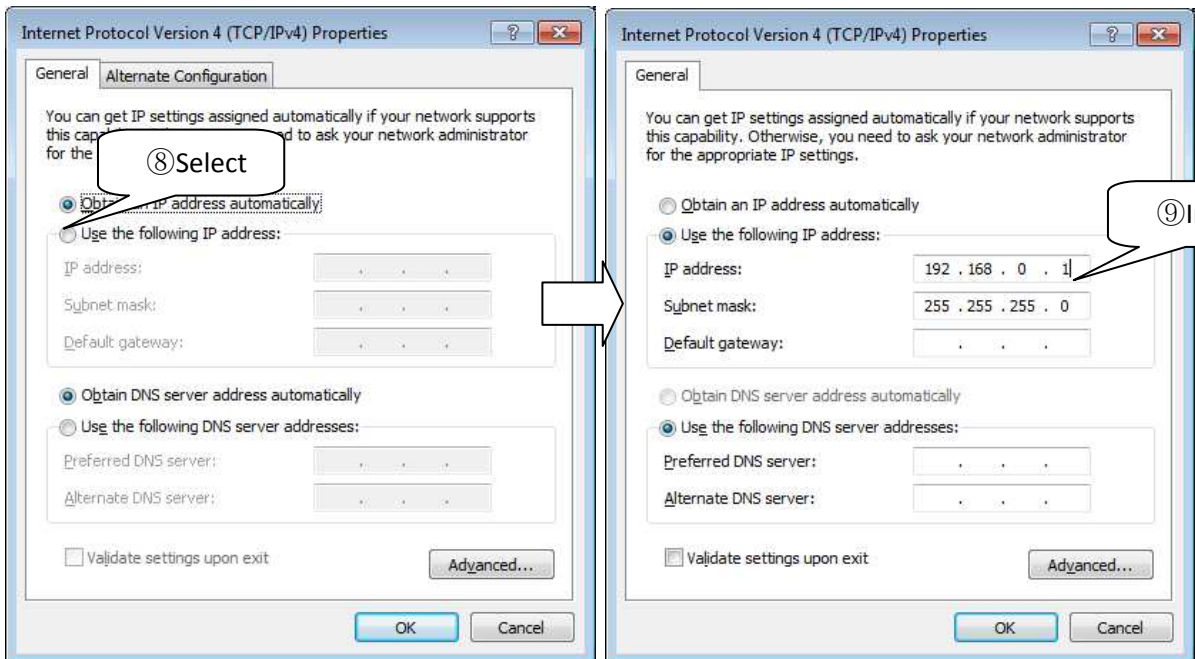 Internet Protocol Version 4 (TCP/IPv4) Properties
General
Alternate Configuration
You can get IP settings assigned automatically if your network supports
this d to ask your network administrator
for the
⑧Select
Obtain an IP address automatically
Use the following IP address:
IP address:
Subnet mask:
Default gateway:
Obtain DNS server address automatically
Use the following DNS server addresses:
Preferred DNS server:
Alternate DNS server:
Validate settings upon exit
Advanced...
OK
Cancel
Internet Protocol Version 4 (TCP/IPv4) Properties
General
You can get IP settings assigned automatically if your network supports
this capability. Otherwise, you need to ask your network administrator
for the appropriate IP settings.
Obtain an IP address automatically
⑨I
Use the following IP address:
IP address: 192 . 168 . 0 . 1
Subnet mask: 255 . 255 . 255 . 0
Default gateway: . . .
Obtain DNS server address automatically
Use the following DNS server addresses:
Preferred DNS server: . . .
Alternate DNS server: . . .
Validate settings upon exit
Advanced...
OK
Cancel